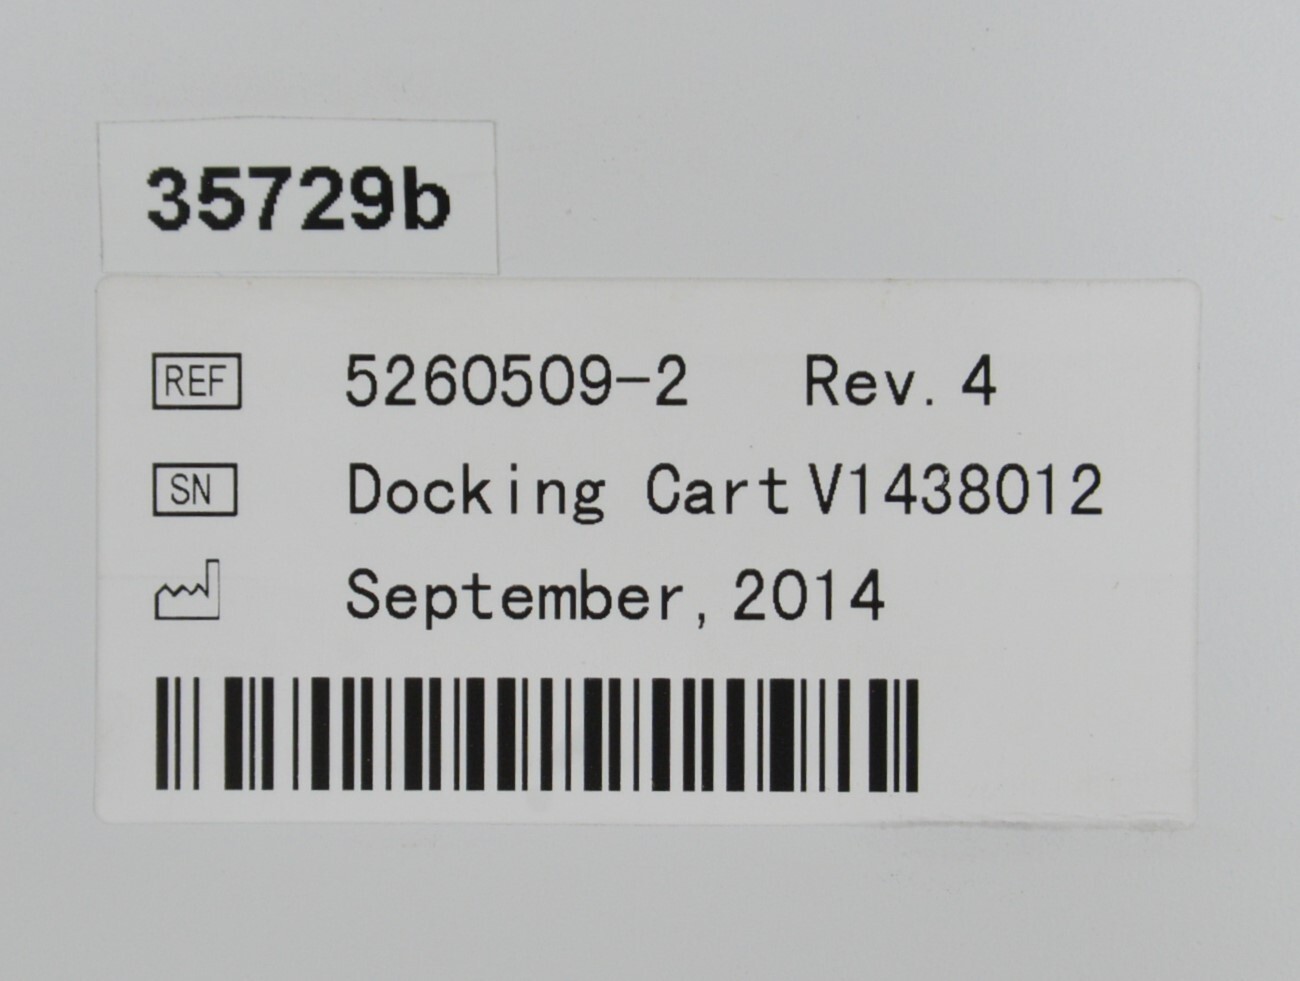 35729b
REF 5260509-2 Rev. 4
SN Docking Cart V1438012
September, 2014